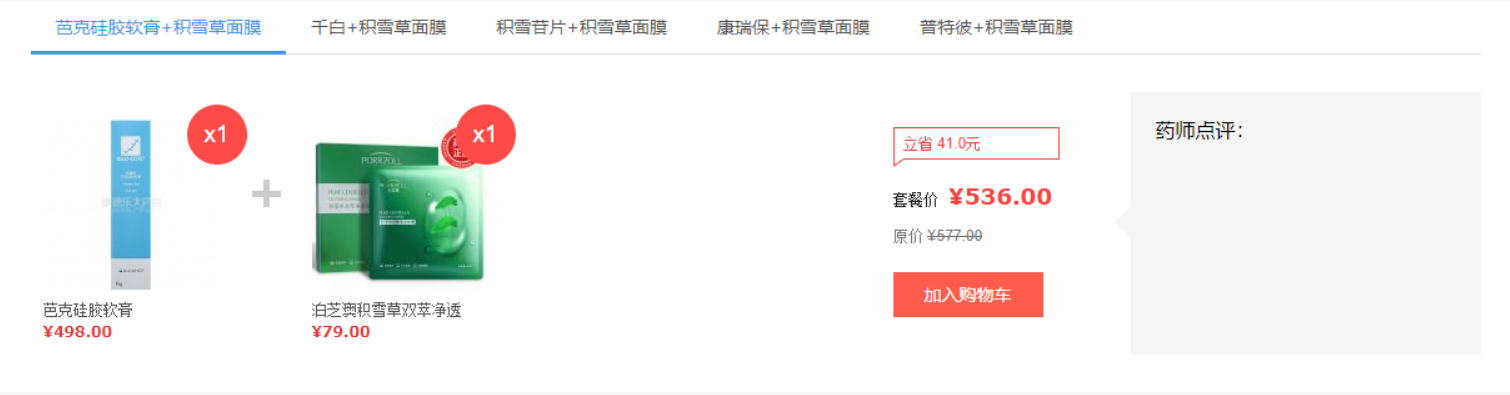 芭克硅胶软膏+积雪草面膜 千白+积雪草面膜 积雪苷片+积雪草面膜 康瑞保+积雪草面膜 普特彼+积雪草面膜
x1
x1
PORRZOLL
立省 41.0元
套餐价 ¥536.00
原价 ¥577.00
加入购物车
药师点评：
芭克硅胶软膏
¥498.00
泊芝璞积雪草双萃净透
¥79.00